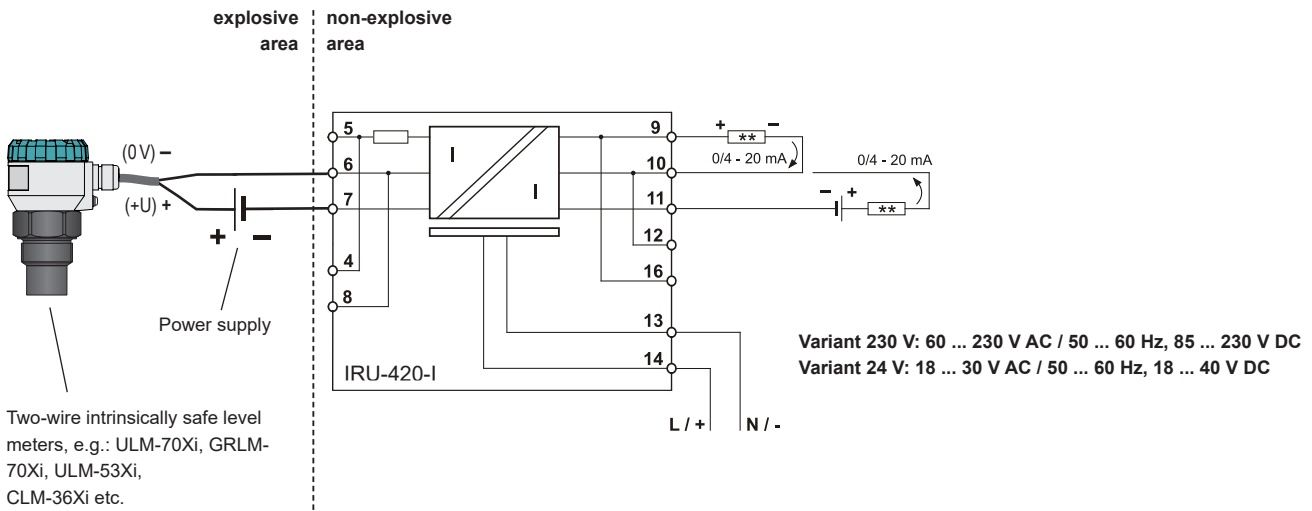 explosive area
non-explosive area
(0 V) –
(+U) +
+ –
Power supply
5
6
7
4
8
I
I
IRU-420-I
9
10
11
12
16
13
14
+ –
**
0/4 - 20 mA
0/4 - 20 mA
– +
**
L / +
N / -
Variant 230 V: 60 ... 230 V AC / 50 ... 60 Hz, 85 ... 230 V DC
Variant 24 V: 18 ... 30 V AC / 50 ... 60 Hz, 18 ... 40 V DC
Two-wire intrinsically safe level
meters, e.g.: ULM-70Xi, GRLM-
70Xi, ULM-53Xi,
CLM-36Xi etc.